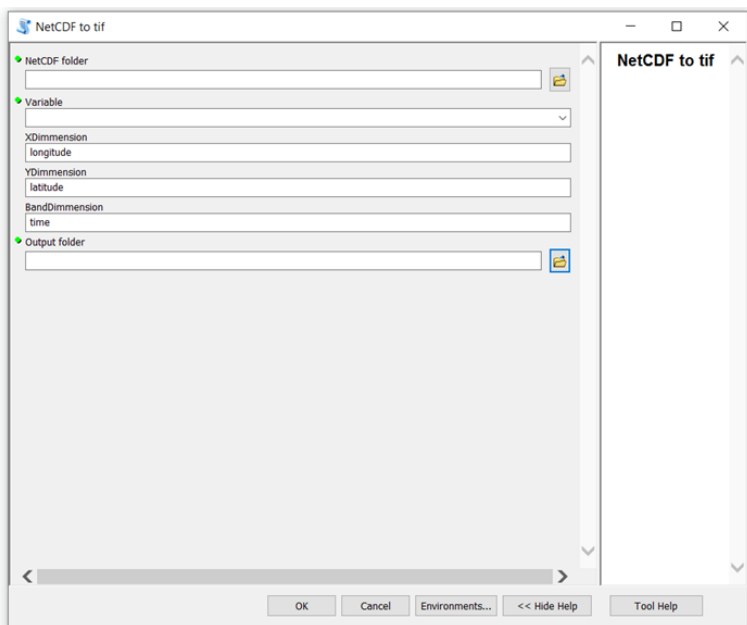 NetCDF to tif
NetCDF to tif
NetCDF folder
Variable
XDimmension
longitude
YDimmension
latitude
BandDimmension
time
Output folder
OK Cancel Environments... << Hide Help Tool Help